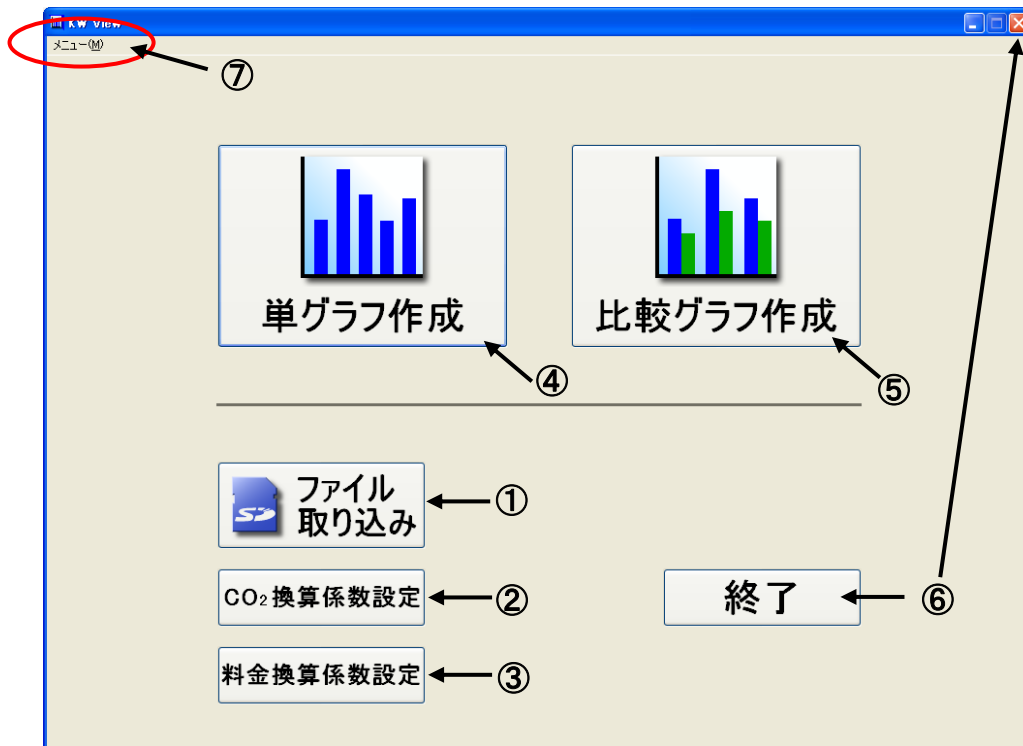 KW View
メニュー(M)
⑦
単グラフ作成
比較グラフ作成
④
⑤
SD
ファイル
取り込み
①
CO₂換算係数設定
②
終了
⑥
料金換算係数設定
③